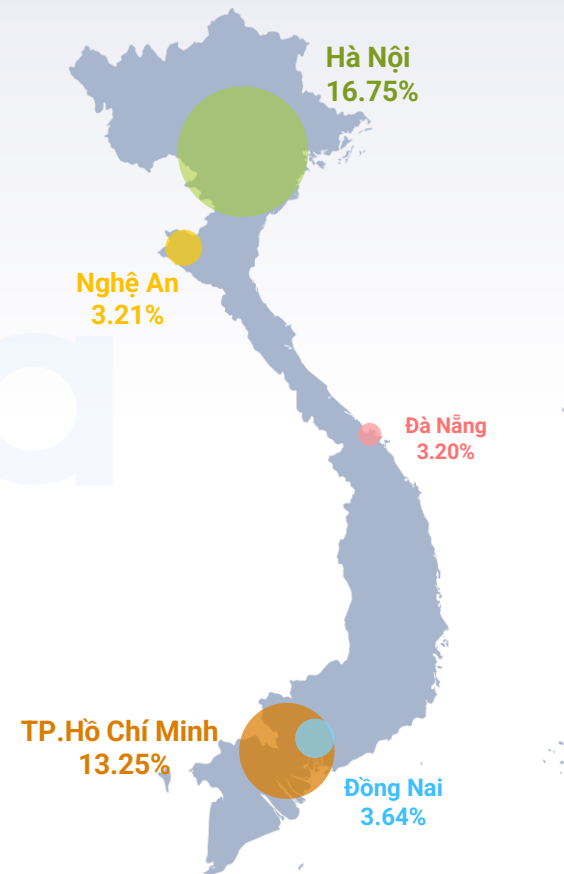 Hà Nội
16.75%
Nghệ An
3.21%
Đà Nẵng
3.20%
TP.Hồ Chí Minh
13.25%
Đồng Nai
3.64%